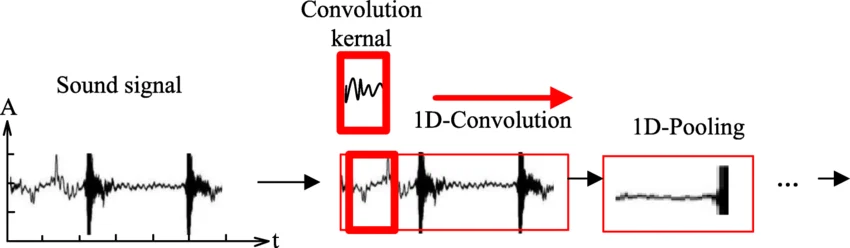 Convolution
kernal
Sound signal
A
t
1D-Convolution
1D-Pooling
...